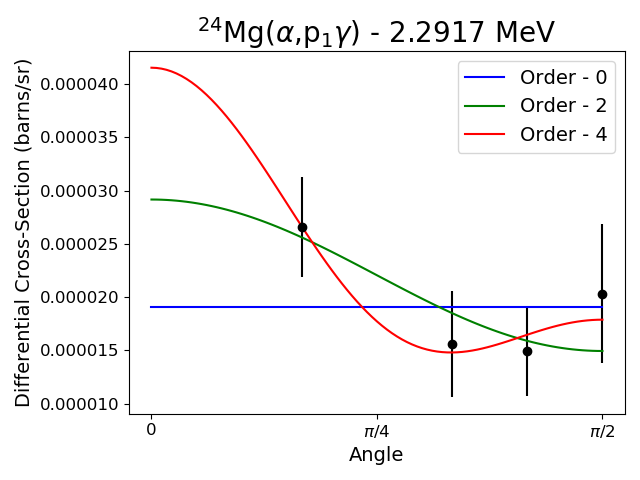 ²⁴Mg(α,p₁γ) - 2.2917 MeV
Differential Cross-Section (barns/sr)
0.000040
0.000035
0.000030
0.000025
0.000020
0.000015
0.000010
Order - 0
Order - 2
Order - 4
0 π/4 π/2
Angle